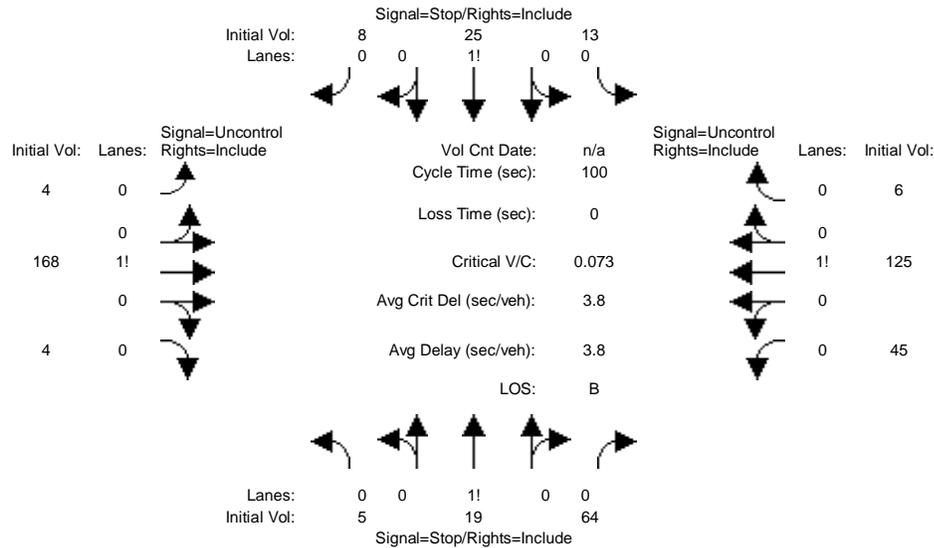 Signal=Stop/Rights=Include
Initial Vol: 8 25 13
Lanes: 0 0 1! 0 0
Signal=Uncontrol
Initial Vol: Lanes: Rights=Include
4 0
0
168 1! 
0
4 0
Vol Cnt Date: n/a
Cycle Time (sec): 100
Loss Time (sec): 0
Critical V/C: 0.073
Avg Crit Del (sec/veh): 3.8
Avg Delay (sec/veh): 3.8
LOS: B
Signal=Uncontrol
Rights=Include Lanes: Initial Vol:
0 6
0
1! 125
0
0 45
Lanes: 0 0 1! 0 0
Initial Vol: 5 19 64
Signal=Stop/Rights=Include